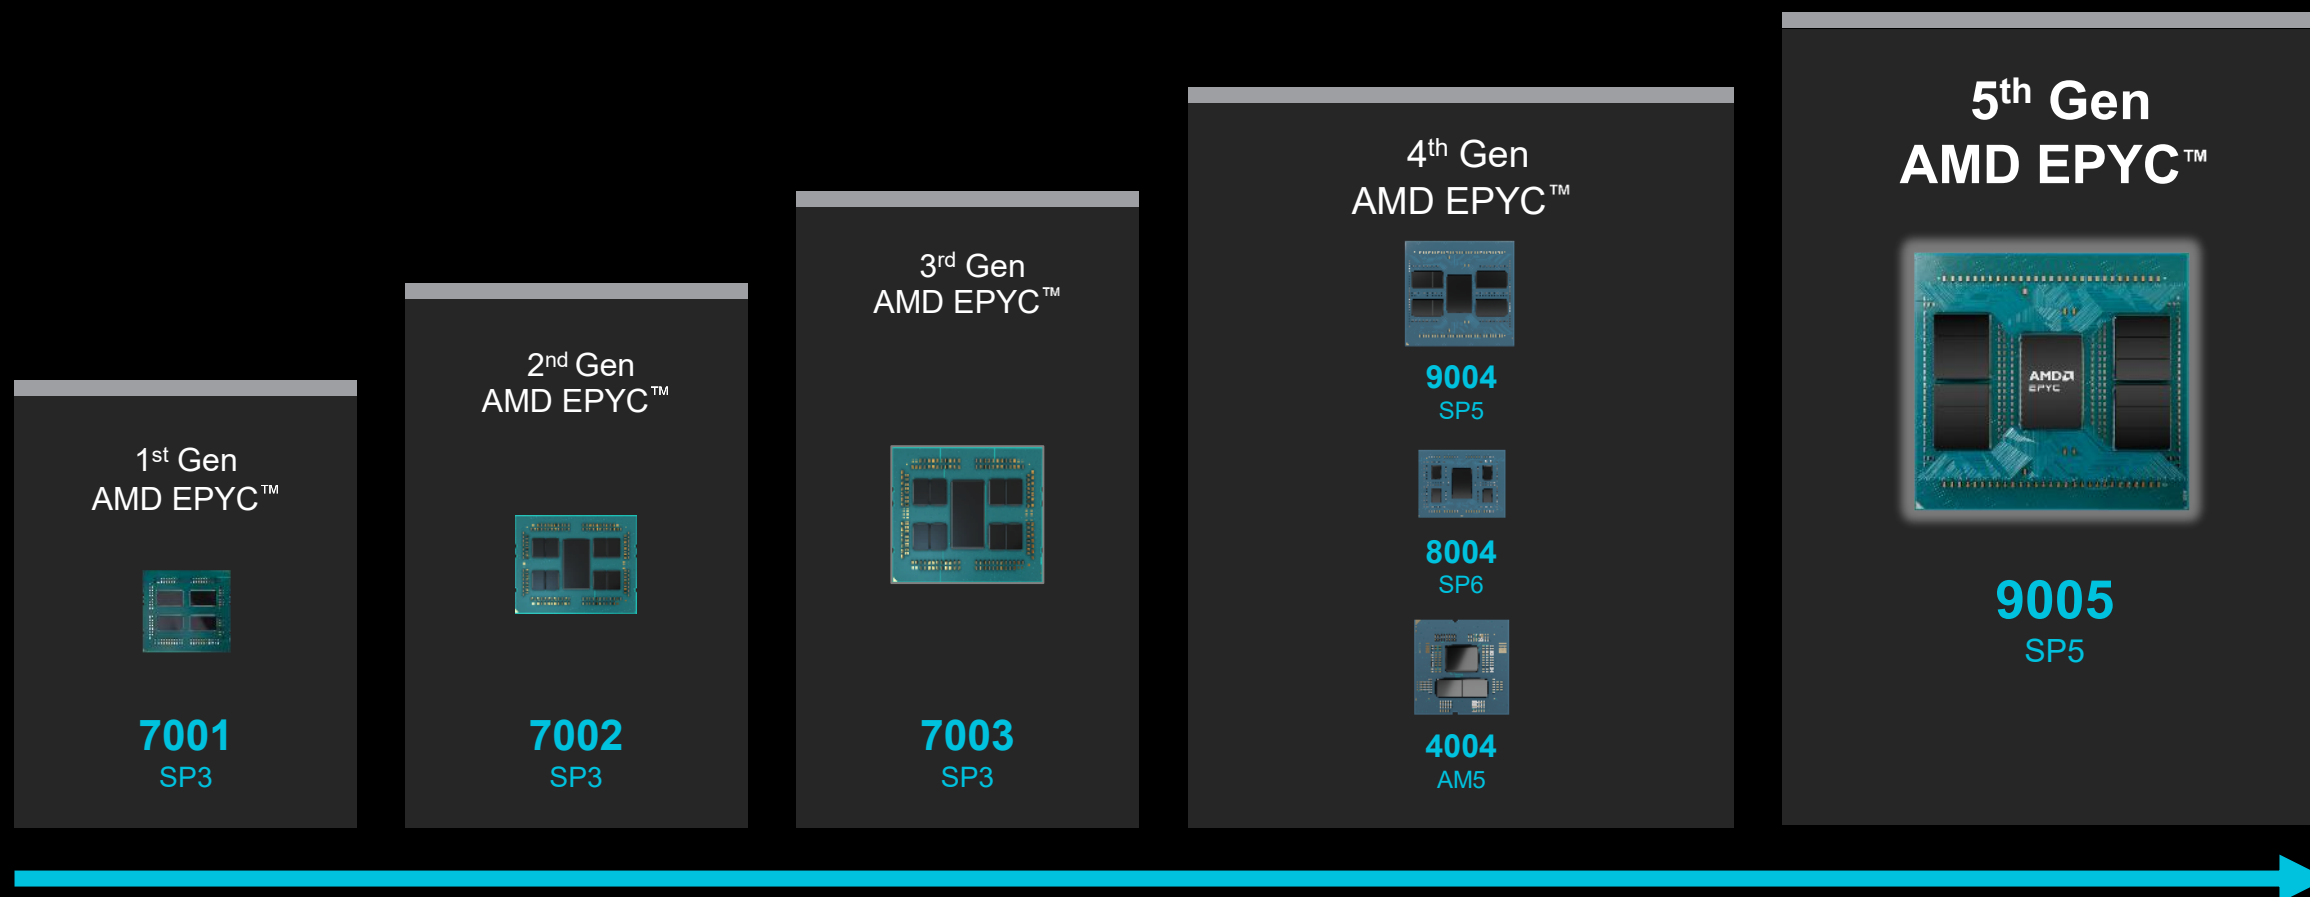 1st Gen
AMD EPYC™
7001
SP3
2nd Gen
AMD EPYC™
7002
SP3
3rd Gen
AMD EPYC™
7003
SP3
4th Gen
AMD EPYC™
9004
SP5
8004
SP6
4004
AM5
5th Gen
AMD EPYC™
AMD
EPYC
9005
SP5